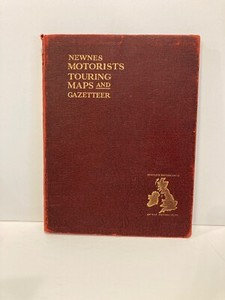 NEWNES
MOTORISTS
TOURING
MAPS AND
GAZETTEER